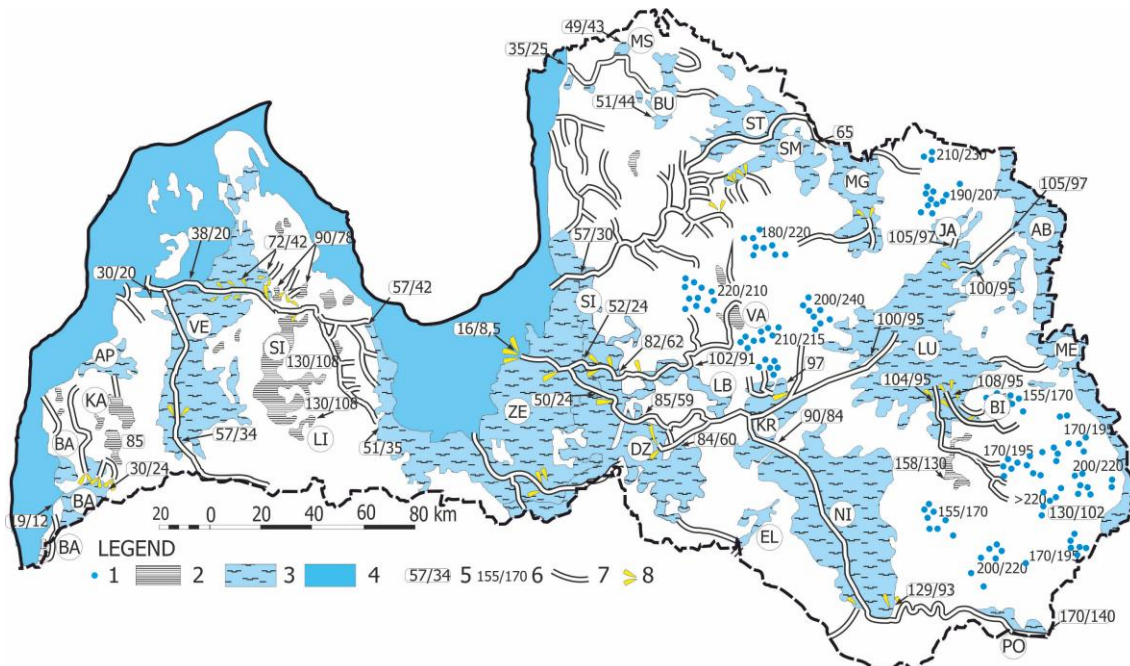 49/43
MS
35/25
51/44
BU
ST
65
SM
210/230
MG
190/207
105/97
JA
AB
105/97
180/220
38/20
72/42
90/78
57/30
100/95
30/20
220/210
57/42
SI
200/240
VE
52/24
VA
100/95
16/8,5
82/62
210/215
LU
ME
AP
SI
130/108
102/91
97
LB
KA
ZE
104/95
108/95
50/24
85/59
155/170
BI
130/108
90/84
BA
85
LI
KR
170/195
57/34
51/35
DZ
84/60
170/195
30/24
158/130
200/220
BA
>220
19/12
130/102
20 0 20 40 60 80 km
NI
155/170
BA
EL
170/195
LEGEND
1 2 3 4 57/34 5 155/170 6 7 8
200/220
129/93
170/140
PO